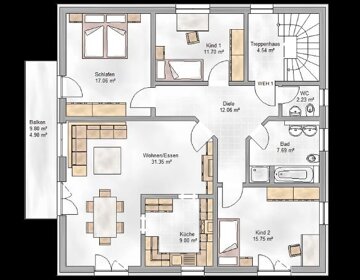 Kind 1
11.70 m²
Treppenhaus
4.54 m²
Schlafen
17.06 m²
WEH 1
WC
2.23 m²
Diele
12.06 m²
Balkon
9.80 m²
4.90 m²
Bad
7.69 m²
Wohnen/Essen
31.35 m²
Küche
9.00 m²
Kind 2
15.75 m²